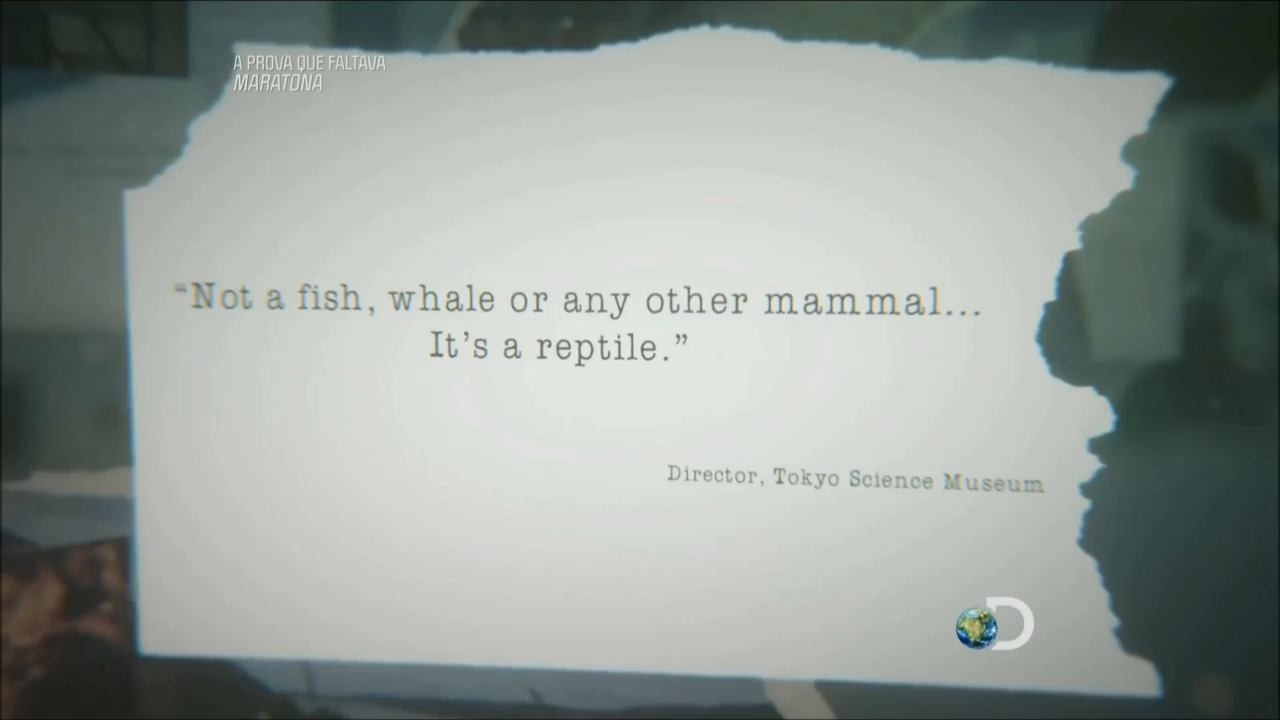 A PROVA QUE FALTAVA
MARATONA
“Not a fish, whale or any other mammal...
It’s a reptile.”
Director, Tokyo Science Museum
D